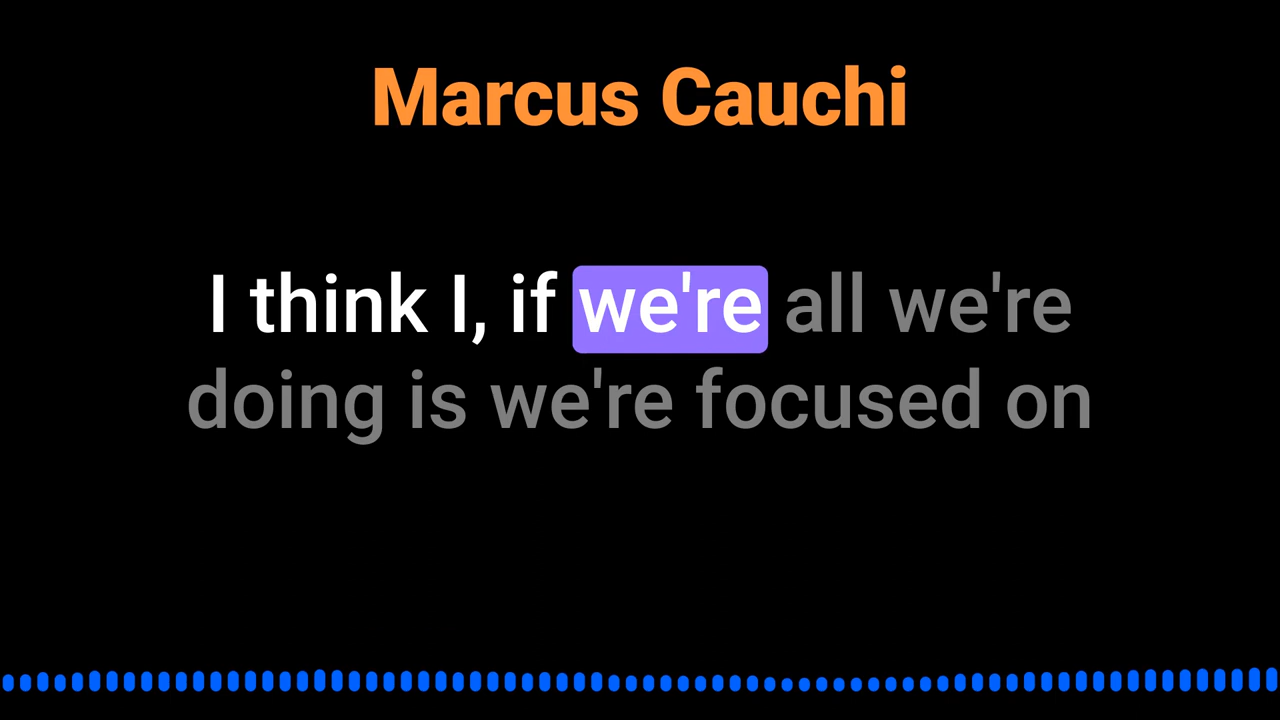 Marcus Cauchi
I think I, if we're all we're
doing is we're focused on